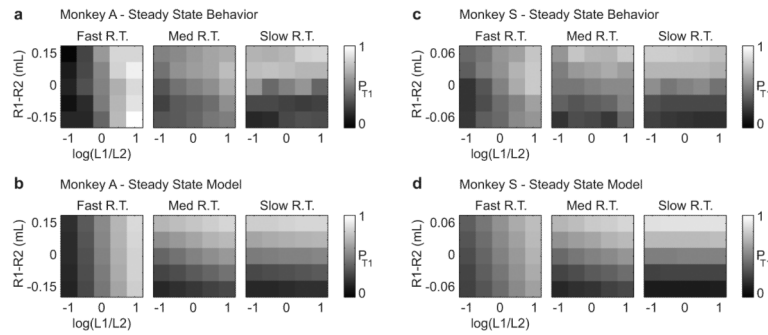 a Monkey A - Steady State Behavior
Fast R.T. Med R.T. Slow R.T.
R1-R2 (mL)
0.15
0
-0.15
-1 0 1 -1 0 1 -1 0 1
log(L1/L2)
1
PT1
0
c Monkey S - Steady State Behavior
Fast R.T. Med R.T. Slow R.T.
R1-R2 (mL)
0.06
0
-0.06
-1 0 1 -1 0 1 -1 0 1
log(L1/L2)
1
PT1
0
b Monkey A - Steady State Model
Fast R.T. Med R.T. Slow R.T.
R1-R2 (mL)
0.15
0
-0.15
-1 0 1 -1 0 1 -1 0 1
log(L1/L2)
1
PT1
0
d Monkey S - Steady State Model
Fast R.T. Med R.T. Slow R.T.
R1-R2 (mL)
0.06
0
-0.06
-1 0 1 -1 0 1 -1 0 1
log(L1/L2)
1
PT1
0